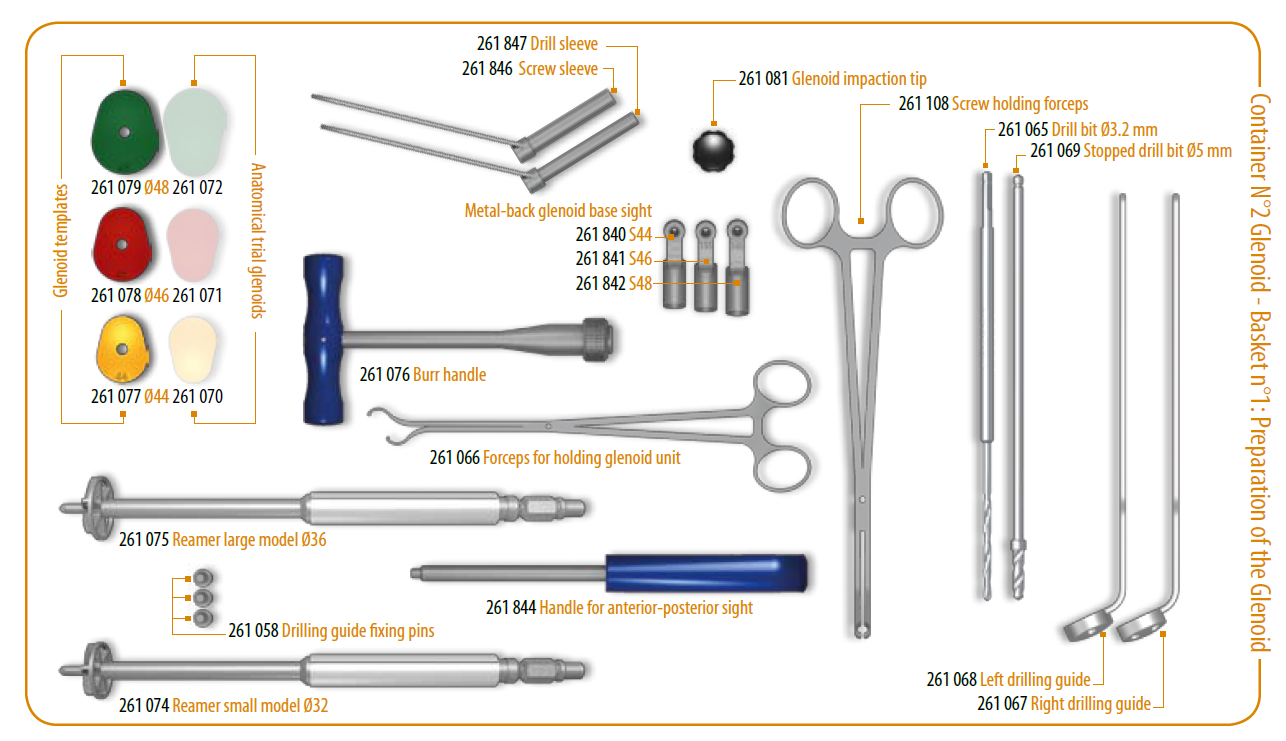 261 847 Drill sleeve
261 846 Screw sleeve
261 081 Glenoid impaction tip
261 108 Screw holding forceps
261 065 Drill bit Ø3.2 mm
261 069 Stopped drill bit Ø5 mm
Glenoid templates
Anatomical trial glenoids
261 079 Ø48 261 072
261 078 Ø46 261 071
261 077 Ø44 261 070
Metal-back glenoid base sight
261 840 S44
261 841 S46
261 842 S48
261 076 Burr handle
261 066 Forceps for holding glenoid unit
261 075 Reamer large model Ø36
261 844 Handle for anterior-posterior sight
261 058 Drilling guide fixing pins
261 074 Reamer small model Ø32
261 068 Left drilling guide
261 067 Right drilling guide
Container N°2 Glenoid - Basket n°1: Preparation of the Glenoid